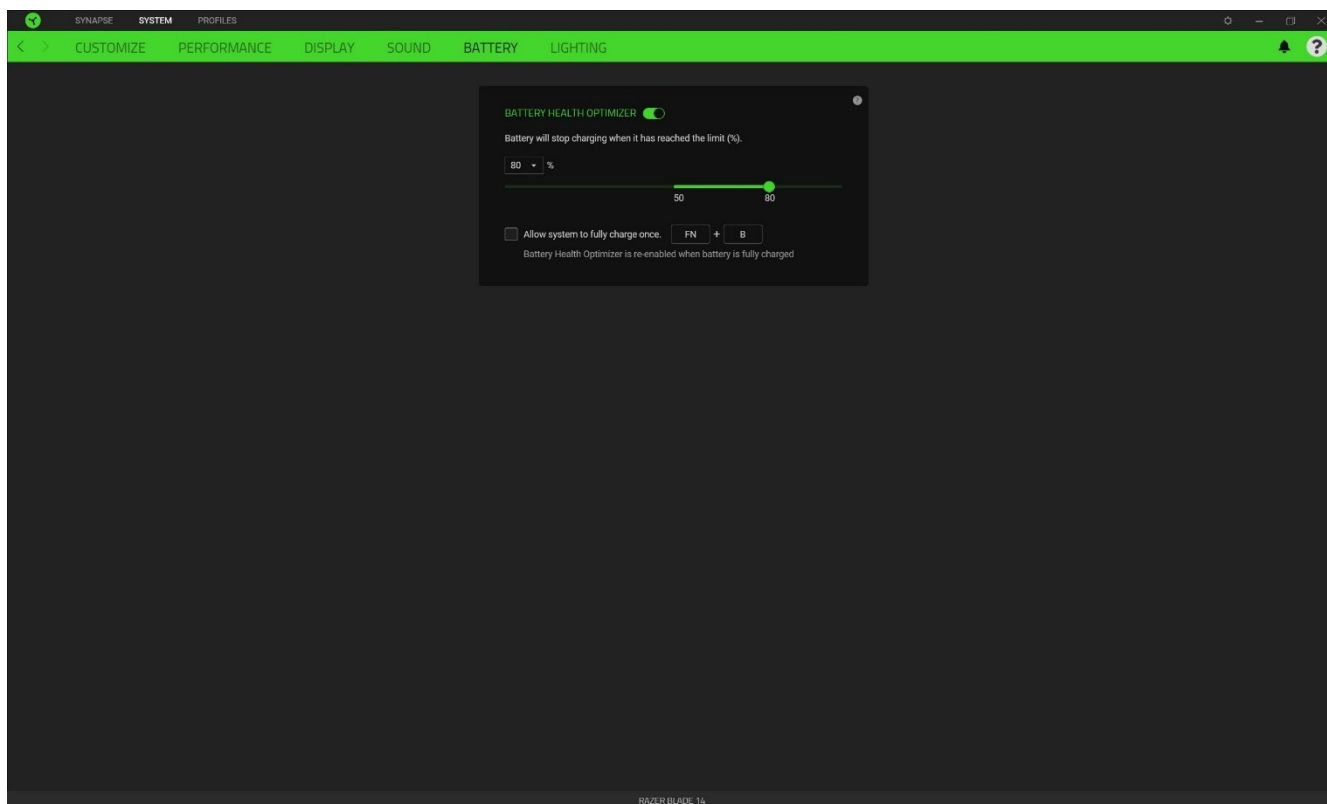 SYNAPSE SYSTEM PROFILES
CUSTOMIZE PERFORMANCE DISPLAY SOUND BATTERY LIGHTING ?
BATTERY HEALTH OPTIMIZER ?
Battery will stop charging when it has reached the limit (%).
80 %
50 80
Allow system to fully charge once. FN + B
Battery Health Optimizer is re-enabled when battery is fully charged
RAZER BLADE 14